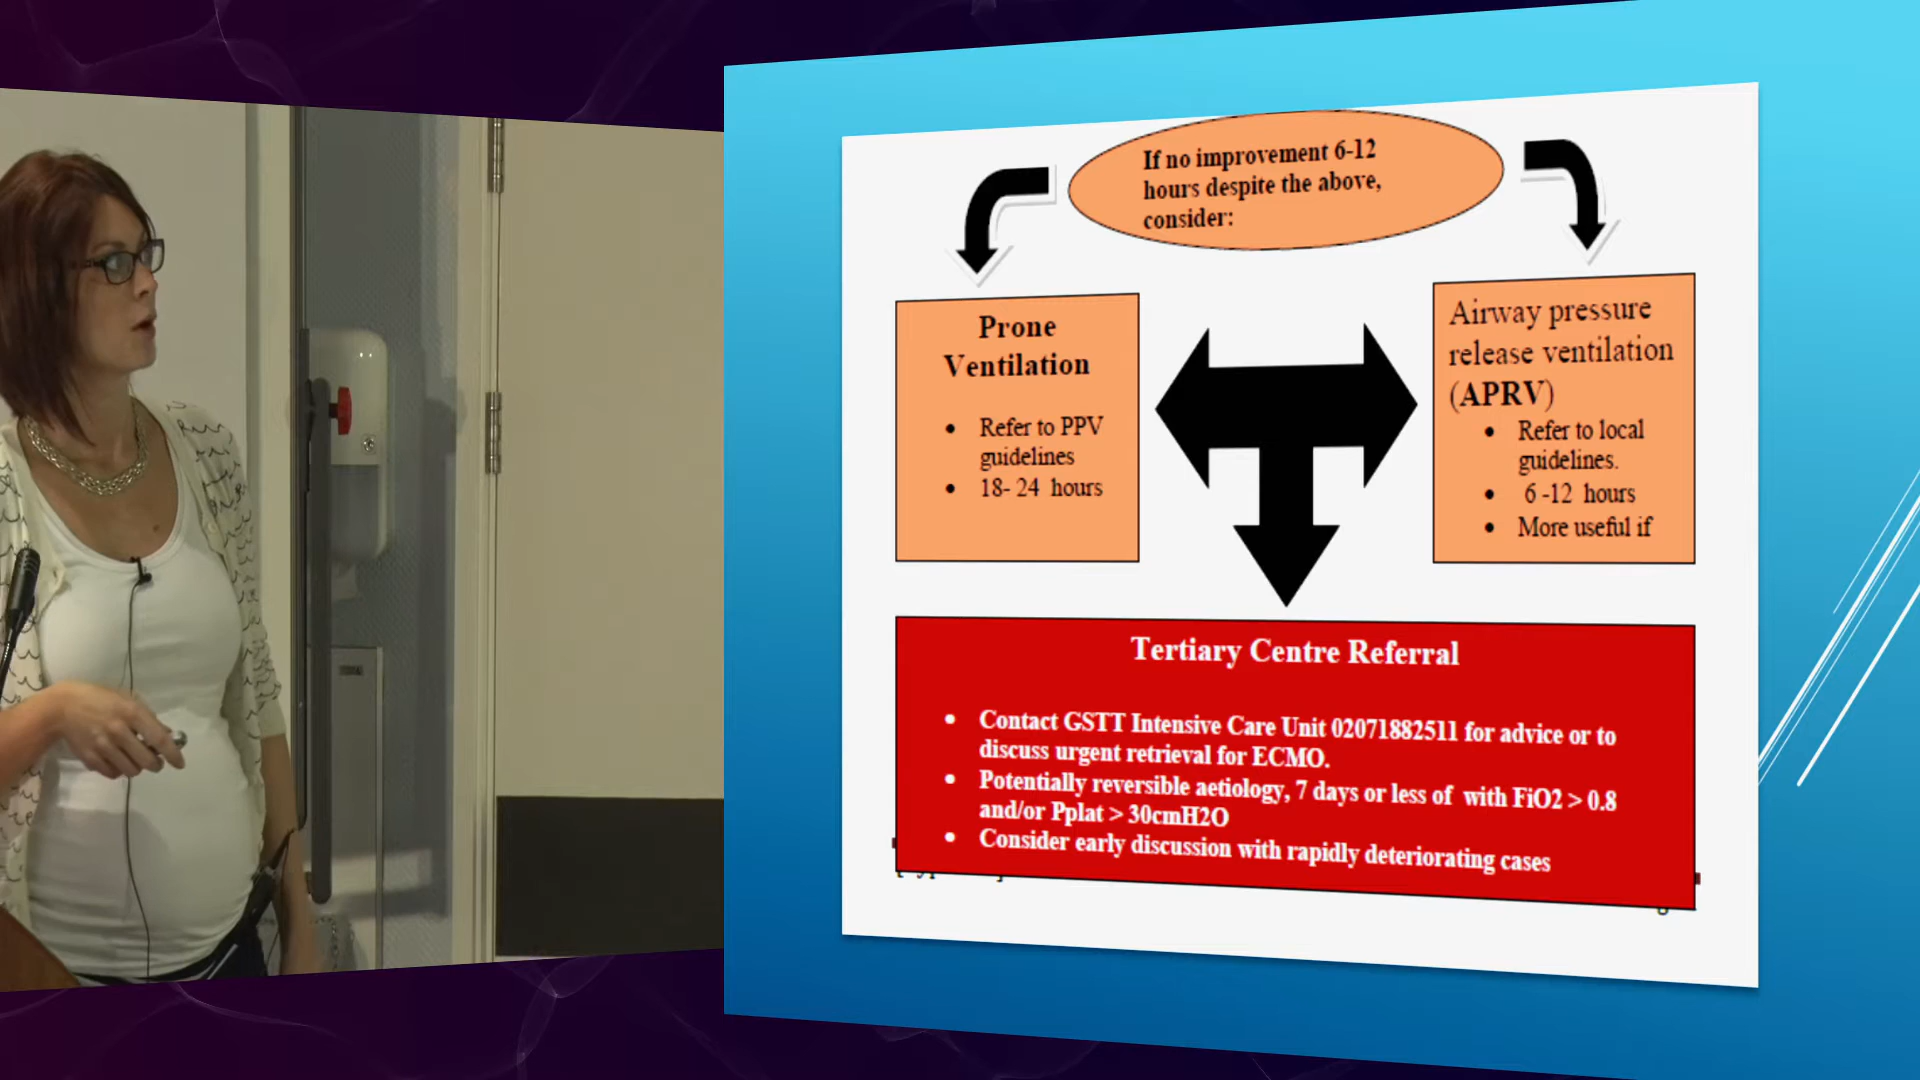 If no improvement 6-12
hours despite the above,
consider:
Prone
Ventilation
• Refer to PPV
guidelines
• 18- 24 hours
Airway pressure
release ventilation
(APRV)
• Refer to local
guidelines.
• 6 -12 hours
• More useful if
Tertiary Centre Referral
• Contact GSTT Intensive Care Unit 02071882511 for advice or to
discuss urgent retrieval for ECMO.
• Potentially reversible aetiology, 7 days or less of with FiO2 > 0.8
and/or Pplat > 30cmH2O
• Consider early discussion with rapidly deteriorating cases